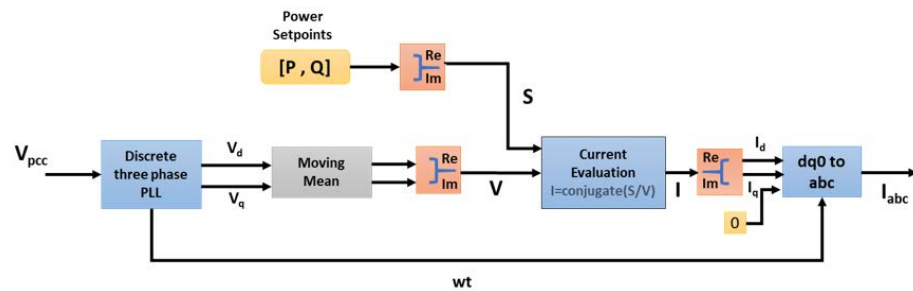 Power
Setpoints
[P , Q]
Re
Im
S
Vpcc
Discrete
three phase
PLL
Vd
Vq
Moving
Mean
Re
Im
V
Current
Evaluation
I=conjugate(S/V)
I
Re
Im
Id
Iq
0
dq0 to
abc
Iabc
wt